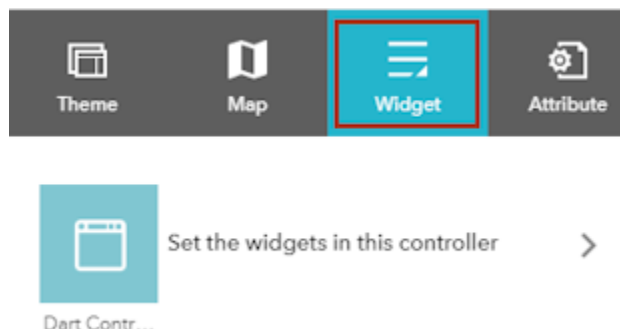 Theme Map Widget Attribute
Set the widgets in this controller
Dart Contr...